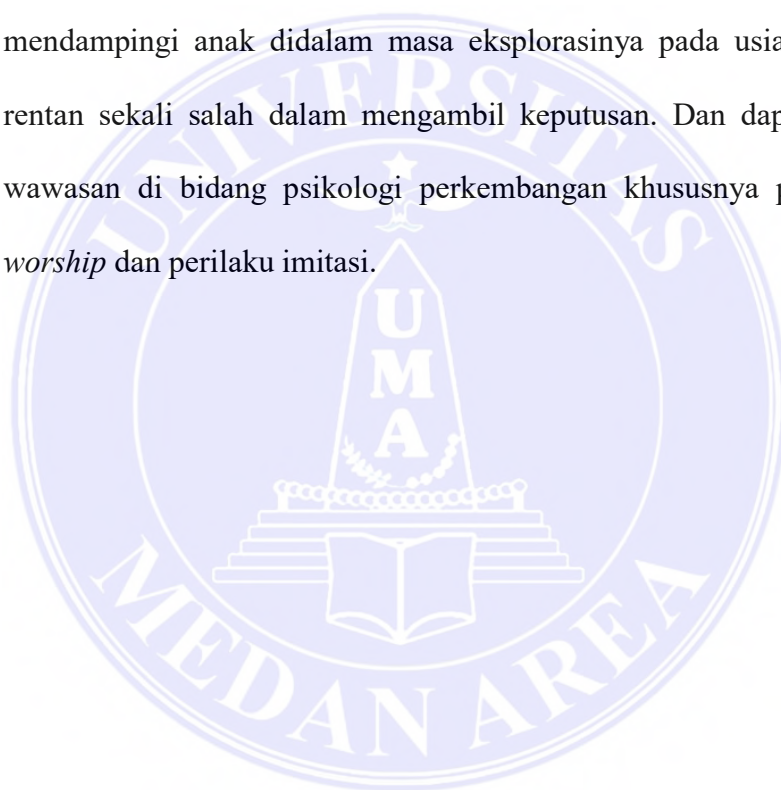 mendampingi anak didalam masa eksplorasinya pada usia
rentan sekali salah dalam mengambil keputusan. Dan
wawasan di bidang psikologi perkembangan khususnya
worship dan perilaku imitasi.
UNIVERSITAS
UMA
MEDAN AREA